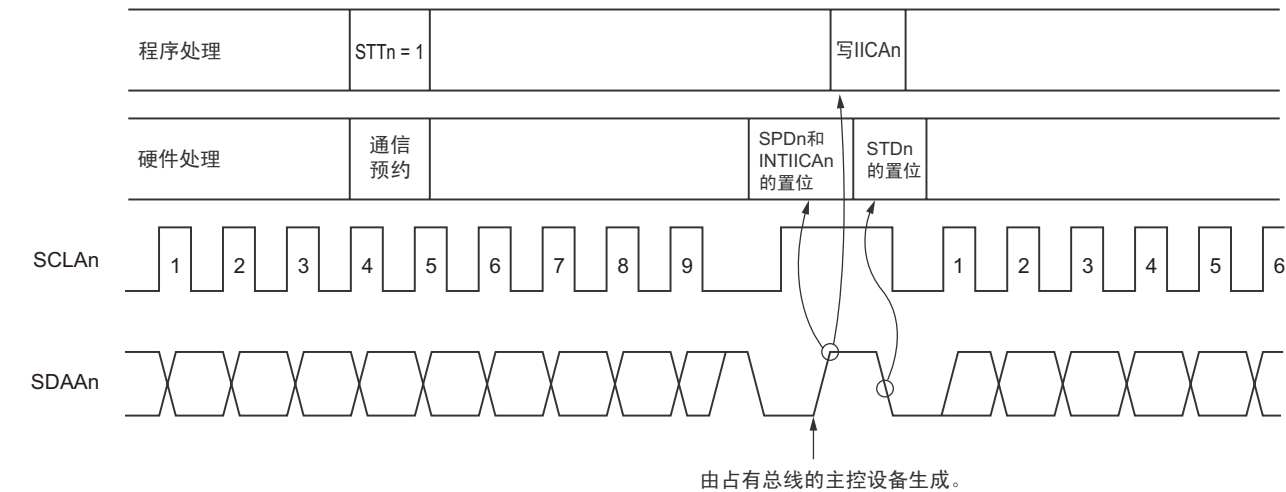 程序处理
STTn = 1
写IICAn
硬件处理
通信
预约
SPDn和
INTIICAn
的置位
STDn
的置位
SCLAn
1 2 3 4 5 6 7 8 9 1 2 3 4 5 6
SDAAn
由占有总线的主控设备生成。